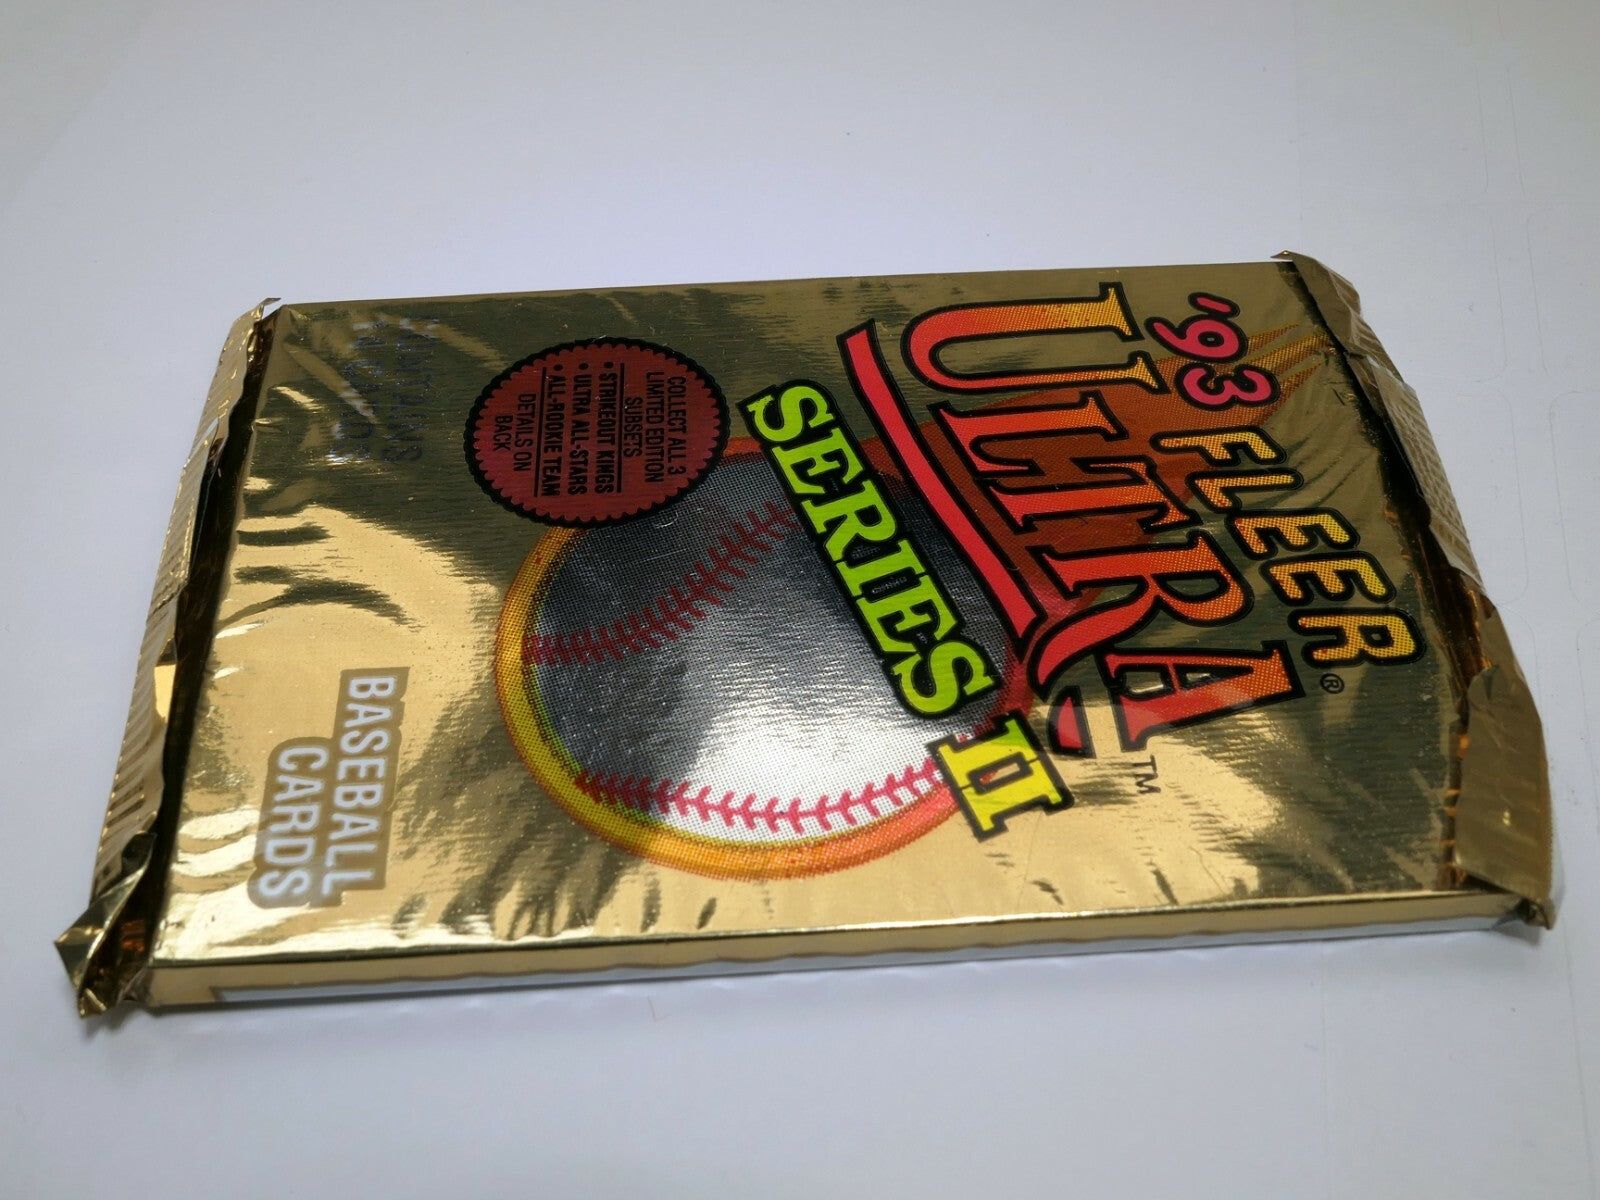 '93 FLEER®
ULTRA™
SERIES II
COLLECT ALL 3
LIMITED EDITION
SUBSETS
• STRIKEOUT KINGS
• ULTRA ALL-STARS
• ALL-ROOKIE TEAM
DETAILS ON
BACK
BASEBALL
CARDS